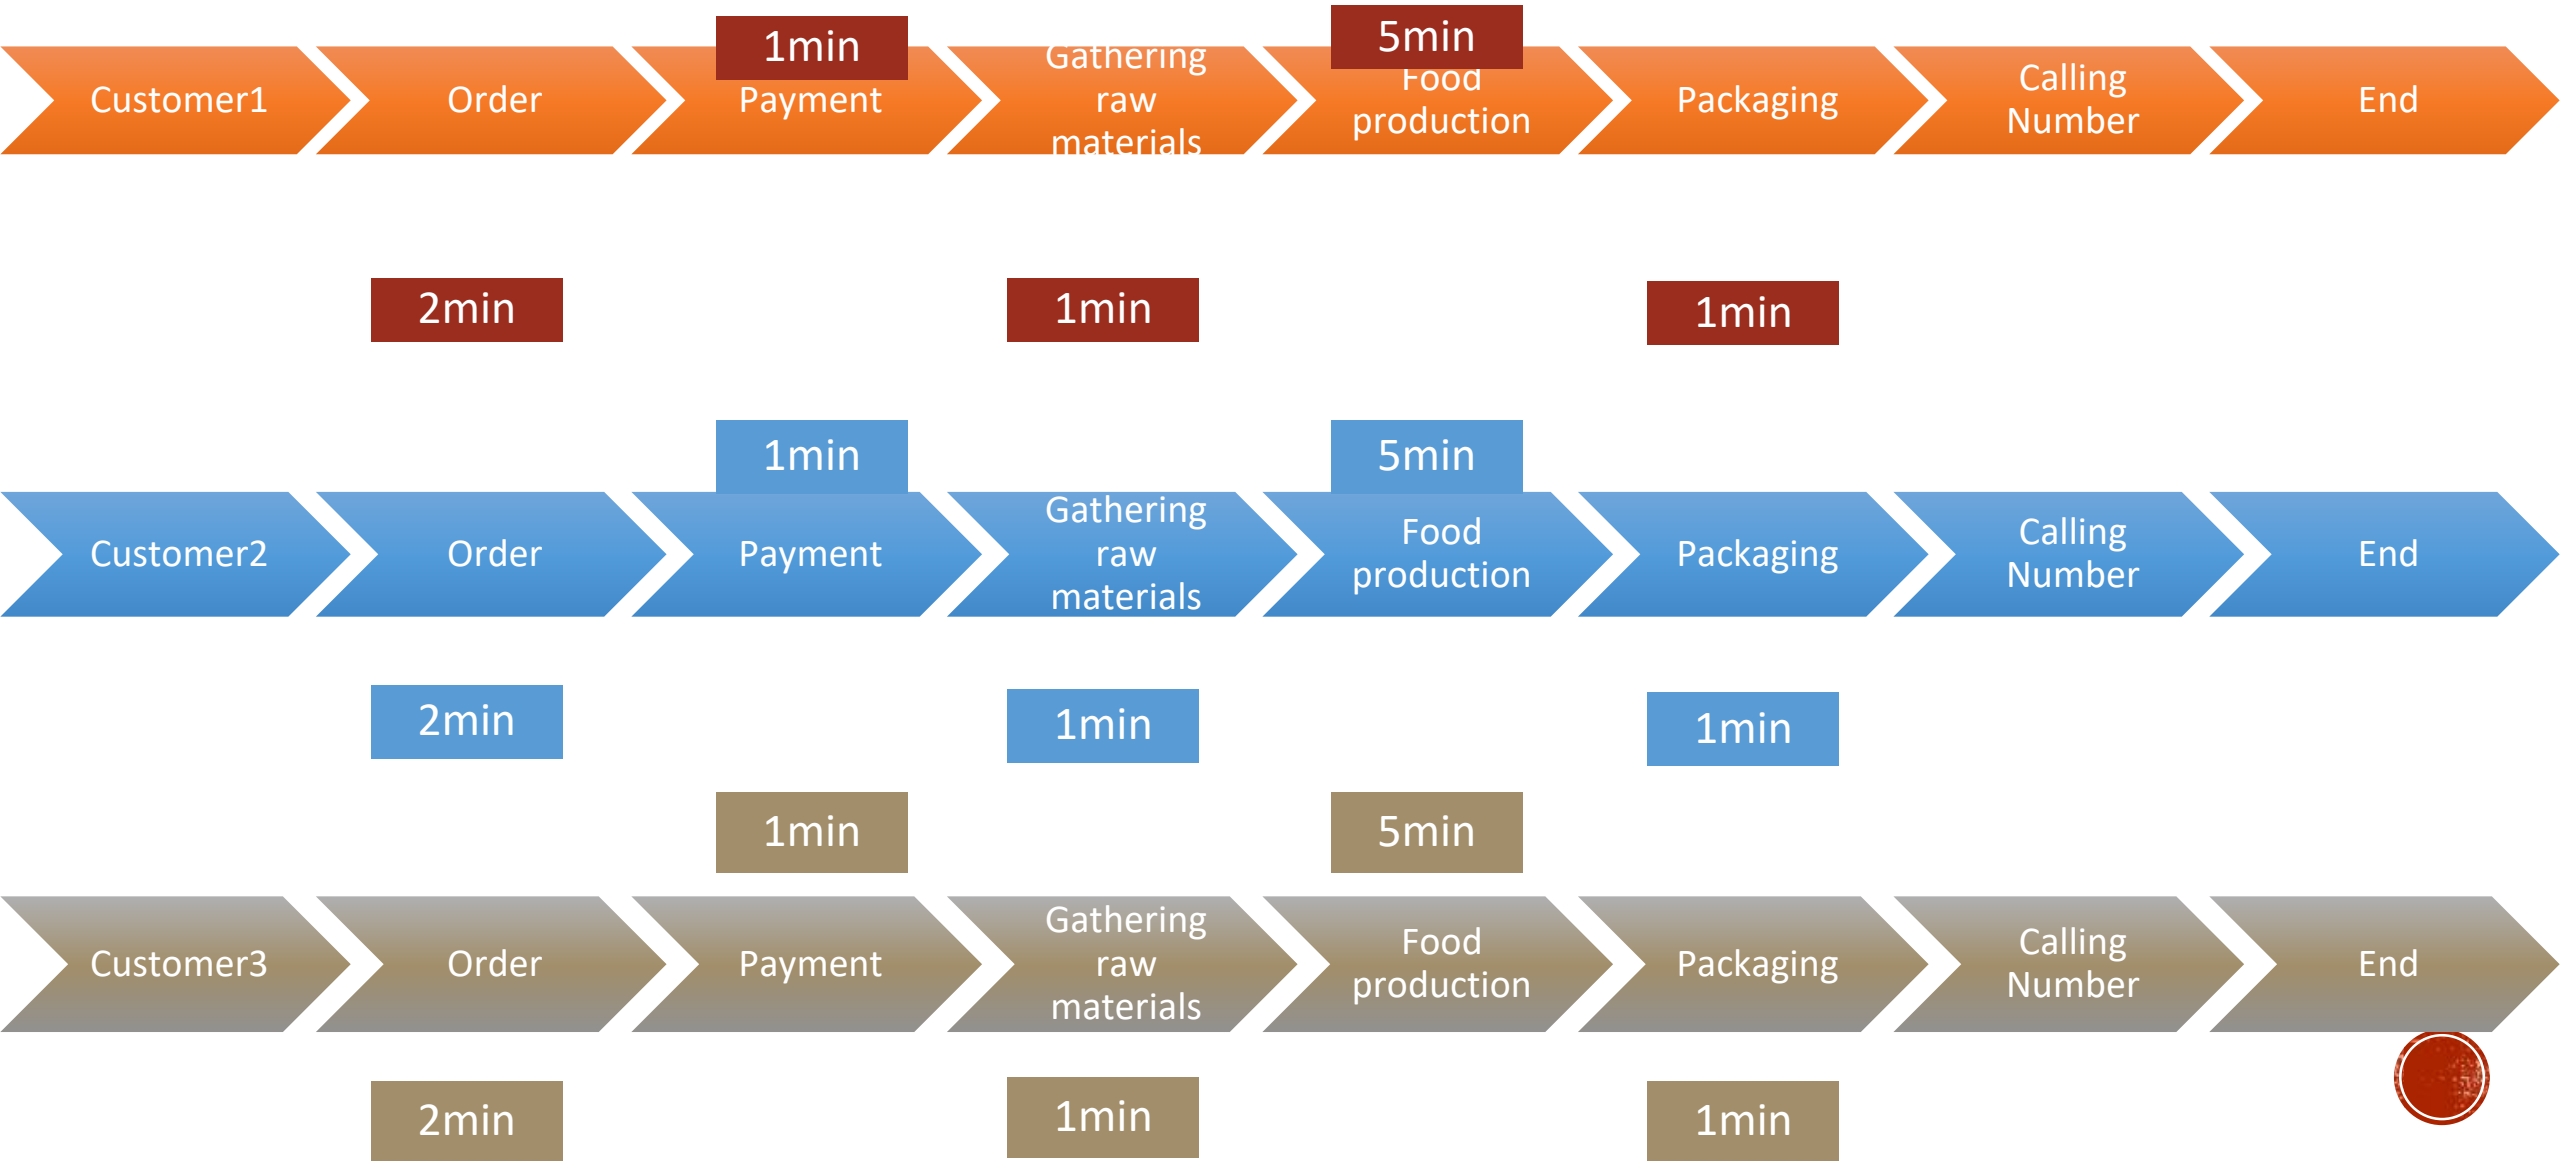 1min
5min
Customer1
Order
Payment
Gathering
raw
materials
Food
production
Packaging
Calling
Number
End
2min
1min
1min
1min
5min
Customer2
Order
Payment
Gathering
raw
materials
Food
production
Packaging
Calling
Number
End
2min
1min
1min
1min
5min
Customer3
Order
Payment
Gathering
raw
materials
Food
production
Packaging
Calling
Number
End
2min
1min
1min